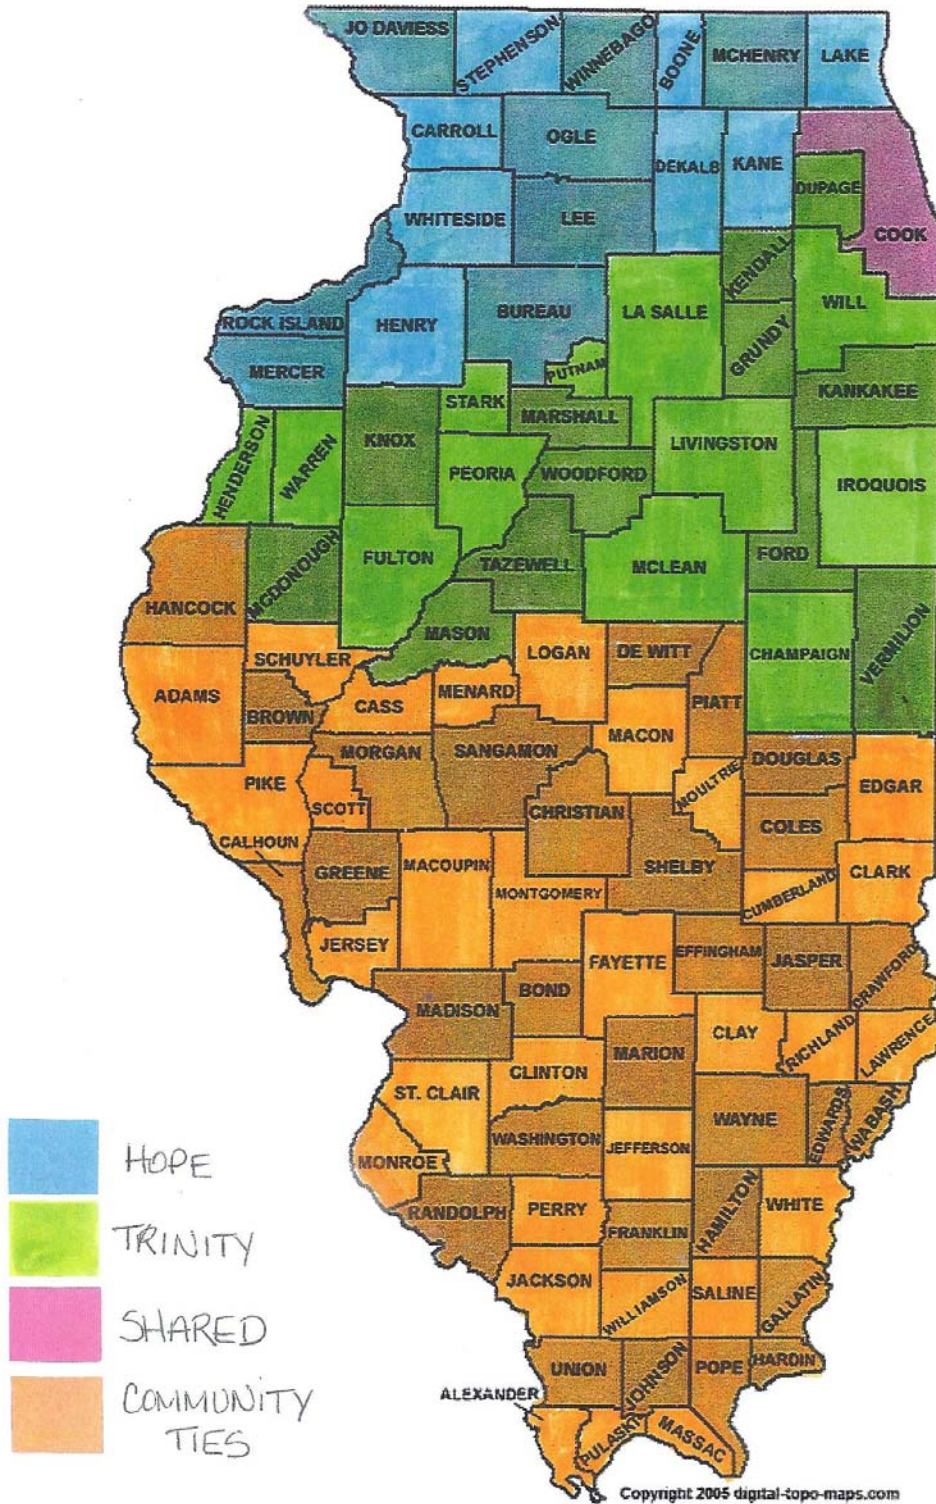 JO DAVIESS
STEPHENSON
WINNEBAGO
BOONE
MCHENRY
LAKE
CARROLL
OGLE
DEKALB
KANE
DUPAGE
COOK
WHITESIDE
LEE
KENDALL
ROCK ISLAND
HENRY
BUREAU
LA SALLE
GRUNDY
WILL
MERCER
PUTNAM
KANKAKEE
STARK
MARSHALL
HENDERSON
WARREN
KNOX
PEORIA
WOODFORD
LIVINGSTON
IROQUOIS
FORD
FULTON
TAZEWELL
MCLEAN
HANCOCK
MCDONOUGH
MASON
LOGAN
DE WITT
CHAMPAIGN
VERMILION
SCHUYLER
ADAMS
BROWN
CASS
MENARD
PIATT
MACON
MORGAN
SANGAMON
DOUGLAS
PIKE
SCOTT
CHRISTIAN
MOULTRIE
EDGAR
COLES
CALHOUN
GREENE
MACOUPIN
MONTGOMERY
SHELBY
CUMBERLAND
CLARK
JERSEY
FAYETTE
EFFINGHAM
JASPER
CRAWFORD
MADISON
BOND
CLAY
RICHLAND
LAWRENCE
MARION
ST. CLAIR
CLINTON
WAYNE
EDWARDS
WABASH
WASHINGTON
JEFFERSON
MONROE
RANDOLPH
PERRY
FRANKLIN
HAMILTON
WHITE
JACKSON
WILLIAMSON
SALINE
GALLATIN
UNION
JOHNSON
POPE
HARDIN
ALEXANDER
PULASKI
MASSAC
HOPE
TRINITY
SHARED
COMMUNITY
TIES
Copyright 2005 digital-topo-maps.com